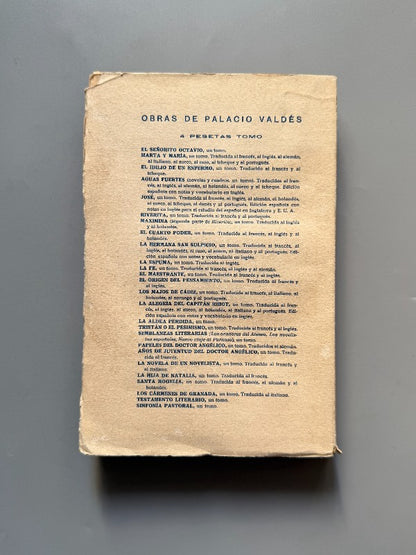 OBRAS DE PALACIO VALDÉS
4 PESETAS TOMO
EL SEÑORITO OCTAVIO, un tomo.
MARTA Y MARÍA, un tomo. Traducida al francés, al inglés, al alemán,
al italiano, al sueco, al ruso, al tcheque y al portugués.
EL IDILIO DE UN ENFERMO, un tomo. Traducido al francés y al
tcheque.
AGUAS FUERTES (novelas y cuadros), un tomo. Traducidas al fran-
cés, al inglés, al alemán, al holandés, al sueco y al tcheque. Edición
española con notas y vocabulario en inglés.
JOSÉ, un tomo. Traducida al francés, al inglés, al alemán, al holandés,
al sueco, al tcheque, al danés y al portugués. Edición española con
notas en inglés para el estudio del español en Inglaterra y E. U. A.
RIVERITA, un tomo. Traducida al francés y al portugués.
MAXIMINA (segunda parte de Riverita), un tomo. Traducida al inglés
y al holandés.
EL CUARTO PODER, un tomo. Traducida al francés, al inglés y al
holandés.
LA HERMANA SAN SULPICIO, un tomo. Traducida al francés, al
inglés, al holandés, al ruso, al sueco, al italiano y al portugués. Edi-
ción española con notas y vocabulario en inglés.
LA ESPUMA, un tomo. Traducida al inglés.
LA FE, un tomo. Traducida al francés, al inglés y al alemán.
EL MAESTRANTE, un tomo. Traducida al francés y al inglés.
EL ORIGEN DEL PENSAMIENTO, un tomo. Traducida al francés y
al inglés.
LOS MAJOS DE CÁDIZ, un tomo. Traducida al francés, al italiano, al
holandés, al noruego y al portugués.
LA ALEGRÍA DEL CAPITÁN RIBOT, un tomo. Traducida al fran-
cés, al inglés, al sueco, al holandés, al italiano y al portugués. Edi-
ción española con notas y vocabulario en inglés.
LA ALDEA PERDIDA, un tomo.
TRISTÁN O EL PESIMISMO, un tomo. Traducida al francés y al inglés.
SEMBLANZAS LITERARIAS (Los oradores del Ateneo, Los novelis-
tas españoles, Nuevo viaje al Parnaso), un tomo.
PAPELES DEL DOCTOR ANGÉLICO, un tomo. Traducidos al alemán.
AÑOS DE JUVENTUD DEL DOCTOR ANGÉLICO, un tomo. Tradu-
cida al francés.
LA NOVELA DE UN NOVELISTA, un tomo. Traducida al francés y
al italiano.
LA HIJA DE NATALIA, un tomo. Traducida al francés.
SANTA ROGELIA, un tomo. Traducida al francés, al alemán y al
holandés.
LOS CÁRMENES DE GRANADA, un tomo. Traducida al italiano.
TESTAMENTO LITERARIO, un tomo.
SINFONÍA PASTORAL, un tomo.